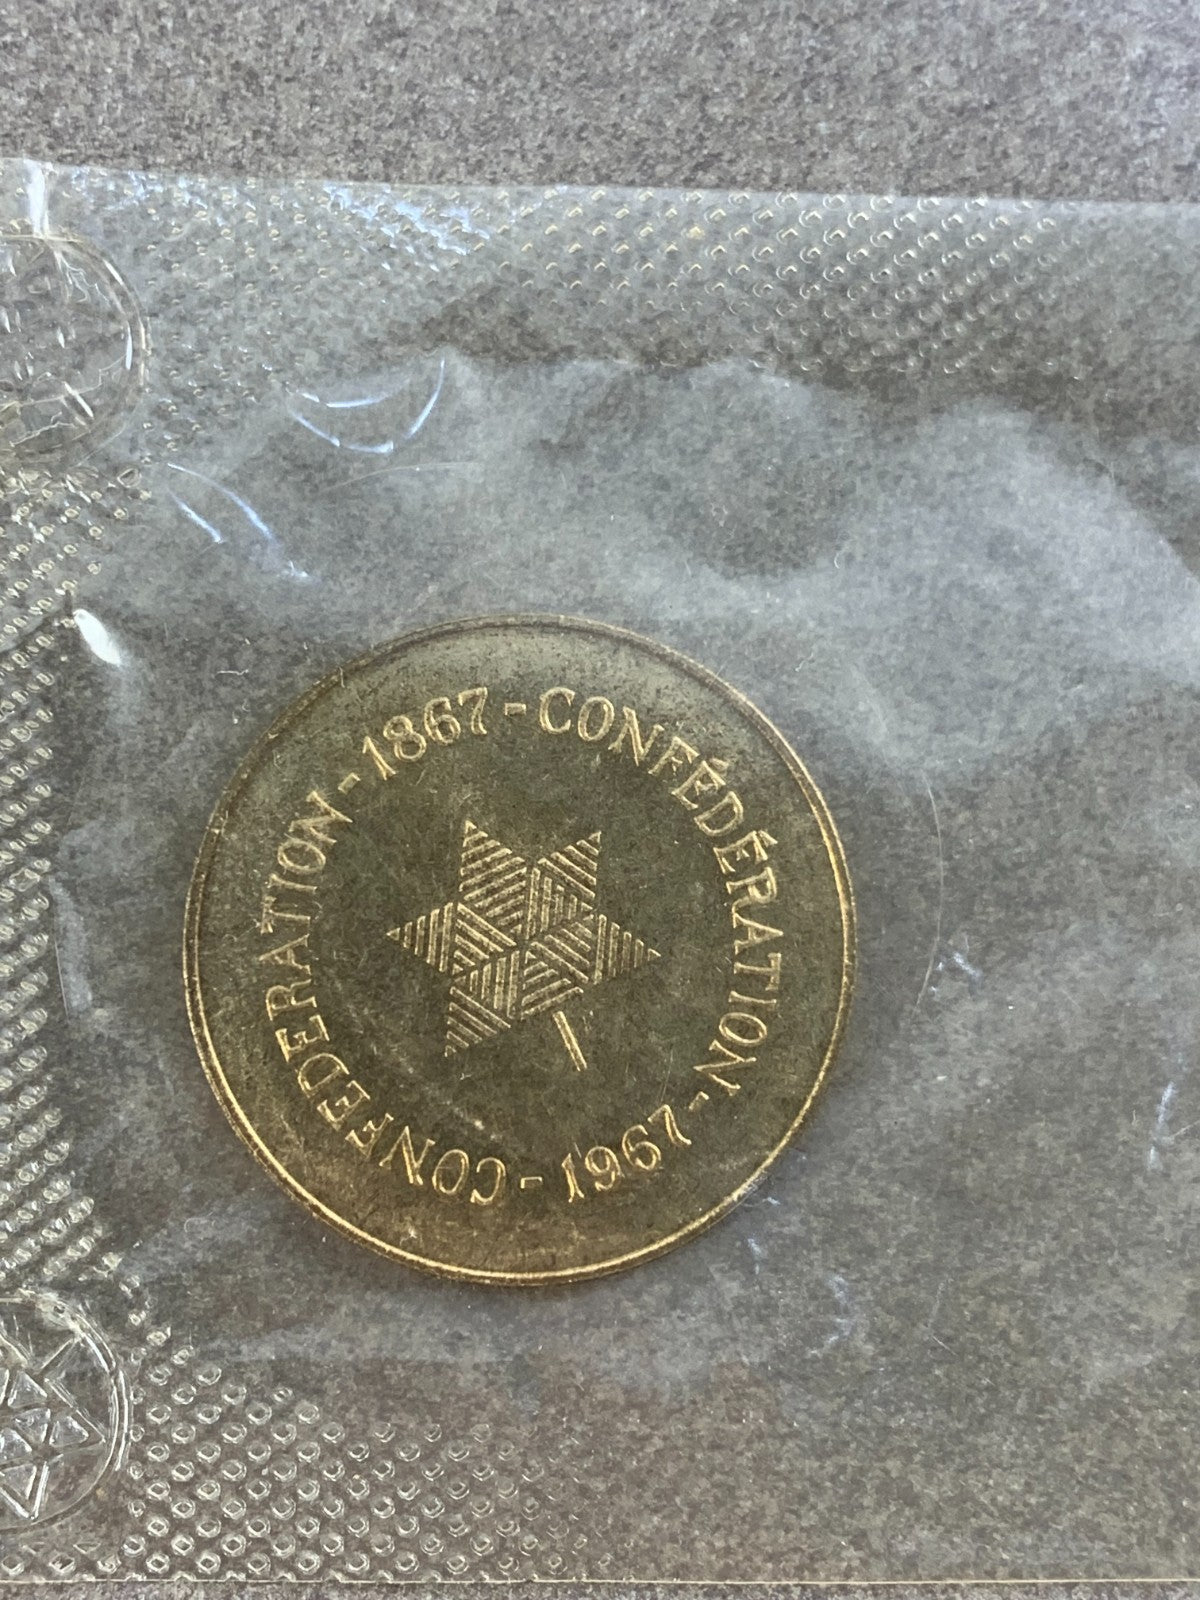 CONFEDERATION - 1867 - CONFÉDÉRATION - 1967 -